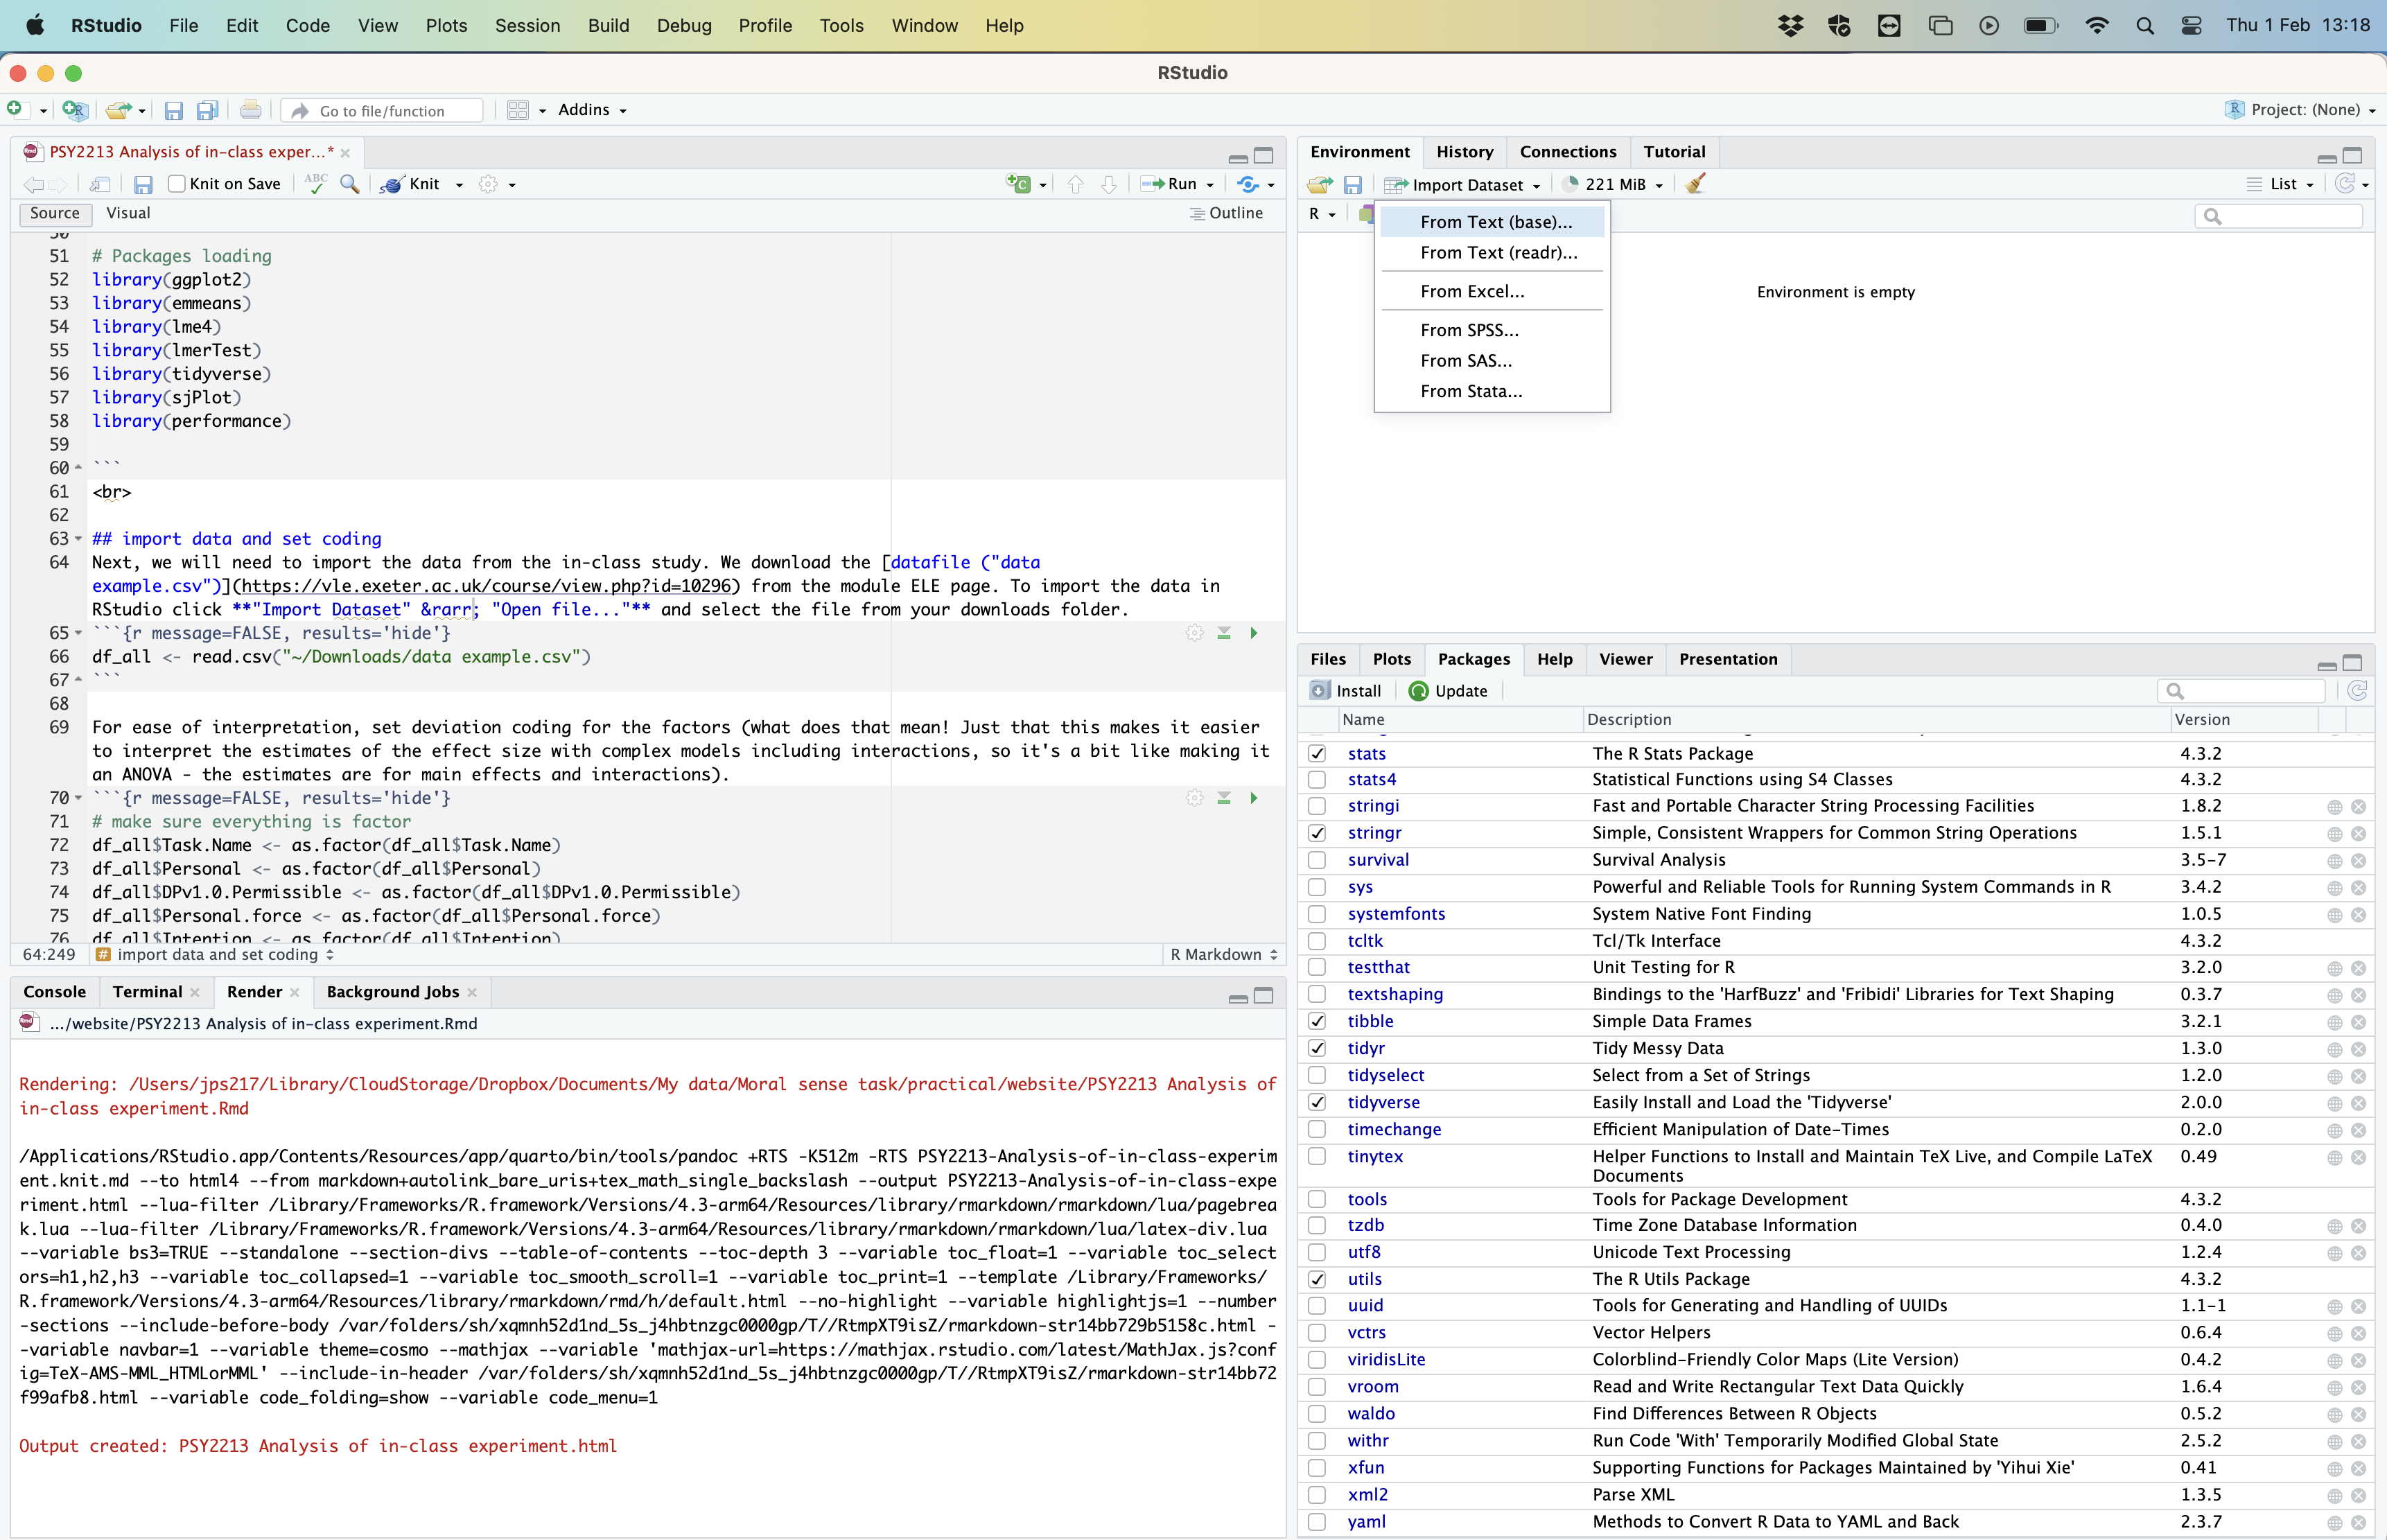 RStudio File Edit Code View Plots Session Build Debug Profile Tools Window Help Thu 1 Feb 13:18
RStudio
Go to file/function Addins Project: (None)
PSY2213 Analysis of in-class exper...*
Knit on Save ABC Knit Run
Source Visual Outline
51 # Packages loading
52 library(ggplot2)
53 library(emmeans)
54 library(lme4)
55 library(lmerTest)
56 library(tidyverse)
57 library(sjPlot)
58 library(performance)
59
60 ```
61 <br>
62
63 ## import data and set coding
64 Next, we will need to import the data from the in-class study. We download the [datafile ("data
example.csv")](https://vle.exeter.ac.uk/course/view.php?id=10296) from the module ELE page. To import the data in
RStudio click **"Import Dataset" &rarr; "Open file..."** and select the file from your downloads folder.
65 ```{r message=FALSE, results='hide'}
66 df_all <- read.csv("~/Downloads/data example.csv")
67 ```
68
69 For ease of interpretation, set deviation coding for the factors (what does that mean! Just that this makes it easier
to interpret the estimates of the effect size with complex models including interactions, so it's a bit like making it
an ANOVA - the estimates are for main effects and interactions).
70 ```{r message=FALSE, results='hide'}
71 # make sure everything is factor
72 df_all$Task.Name <- as.factor(df_all$Task.Name)
73 df_all$Personal <- as.factor(df_all$Personal)
74 df_all$DPv1.0.Permissible <- as.factor(df_all$DPv1.0.Permissible)
75 df_all$Personal.force <- as.factor(df_all$Personal.force)
76 df_all$Intention <- as.factor(df_all$Intention)
64:249 # import data and set coding R Markdown
Console Terminal Render Background Jobs
.../website/PSY2213 Analysis of in-class experiment.Rmd
Rendering: /Users/jps217/Library/CloudStorage/Dropbox/Documents/My data/Moral sense task/practical/website/PSY2213 Analysis of
in-class experiment.Rmd
/Applications/RStudio.app/Contents/Resources/app/quarto/bin/tools/pandoc +RTS -K512m -RTS PSY2213-Analysis-of-in-class-experim
ent.knit.md --to html4 --from markdown+autolink_bare_uris+tex_math_single_backslash --output PSY2213-Analysis-of-in-class-expe
riment.html --lua-filter /Library/Frameworks/R.framework/Versions/4.3-arm64/Resources/library/rmarkdown/rmarkdown/lua/pagebrea
k.lua --lua-filter /Library/Frameworks/R.framework/Versions/4.3-arm64/Resources/library/rmarkdown/rmarkdown/lua/latex-div.lua
--variable bs3=TRUE --standalone --section-divs --table-of-contents --toc-depth 3 --variable toc_float=1 --variable toc_select
ors=h1,h2,h3 --variable toc_collapsed=1 --variable toc_smooth_scroll=1 --variable toc_print=1 --template /Library/Frameworks/
R.framework/Versions/4.3-arm64/Resources/library/rmarkdown/rmd/h/default.html --no-highlight --variable highlightjs=1 --number
-sections --include-before-body /var/folders/sh/xqmnh52d1nd_5s_j4hbtnzgc0000gp/T//RtmpXT9isZ/rmarkdown-str14bb729b5158c.html -
-variable navbar=1 --variable theme=cosmo --mathjax --variable 'mathjax-url=https://mathjax.rstudio.com/latest/MathJax.js?conf
ig=TeX-AMS-MML_HTMLorMML' --include-in-header /var/folders/sh/xqmnh52d1nd_5s_j4hbtnzgc0000gp/T//RtmpXT9isZ/rmarkdown-str14bb72
f99afb8.html --variable code_folding=show --variable code_menu=1
Output created: PSY2213 Analysis of in-class experiment.html
Environment History Connections Tutorial
Import Dataset 221 MiB List
R
From Text (base)...
From Text (readr)...
From Excel...
From SPSS...
From SAS...
From Stata...
Environment is empty
Files Plots Packages Help Viewer Presentation
Install Update
Name Description Version
stats The R Stats Package 4.3.2
stats4 Statistical Functions using S4 Classes 4.3.2
stringi Fast and Portable Character String Processing Facilities 1.8.2
stringr Simple, Consistent Wrappers for Common String Operations 1.5.1
survival Survival Analysis 3.5-7
sys Powerful and Reliable Tools for Running System Commands in R 3.4.2
systemfonts System Native Font Finding 1.0.5
tcltk Tcl/Tk Interface 4.3.2
testthat Unit Testing for R 3.2.0
textshaping Bindings to the 'HarfBuzz' and 'Fribidi' Libraries for Text Shaping 0.3.7
tibble Simple Data Frames 3.2.1
tidyr Tidy Messy Data 1.3.0
tidyselect Select from a Set of Strings 1.2.0
tidyverse Easily Install and Load the 'Tidyverse' 2.0.0
timechange Efficient Manipulation of Date-Times 0.2.0
tinytex Helper Functions to Install and Maintain TeX Live, and Compile LaTeX 0.49
Documents
tools Tools for Package Development 4.3.2
tzdb Time Zone Database Information 0.4.0
utf8 Unicode Text Processing 1.2.4
utils The R Utils Package 4.3.2
uuid Tools for Generating and Handling of UUIDs 1.1-1
vctrs Vector Helpers 0.6.4
viridisLite Colorblind-Friendly Color Maps (Lite Version) 0.4.2
vroom Read and Write Rectangular Text Data Quickly 1.6.4
waldo Find Differences Between R Objects 0.5.2
withr Run Code 'With' Temporarily Modified Global State 2.5.2
xfun Supporting Functions for Packages Maintained by 'Yihui Xie' 0.41
xml2 Parse XML 1.3.5
yaml Methods to Convert R Data to YAML and Back 2.3.7